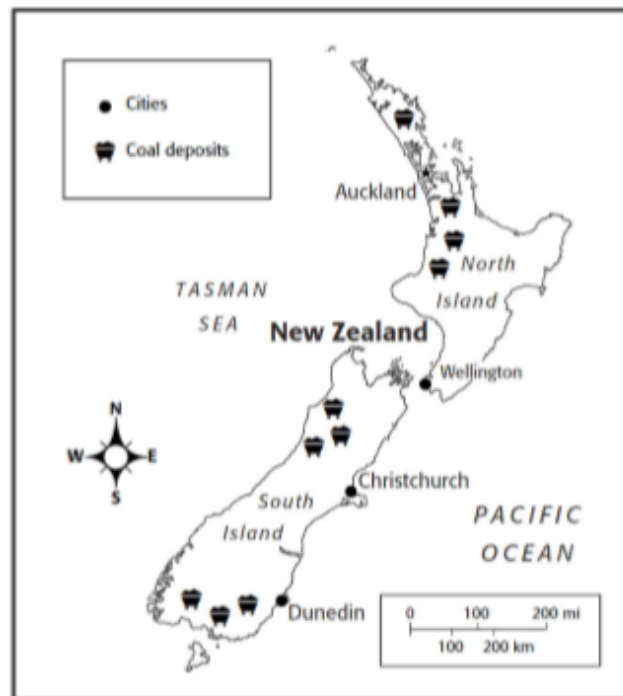 Cities
Coal deposits
Auckland
North
Island
TASMAN
SEA
New Zealand
Wellington
N
W E
S
Christchurch
South
Island
PACIFIC
OCEAN
Dunedin
0 100 200 mi
100 200 km